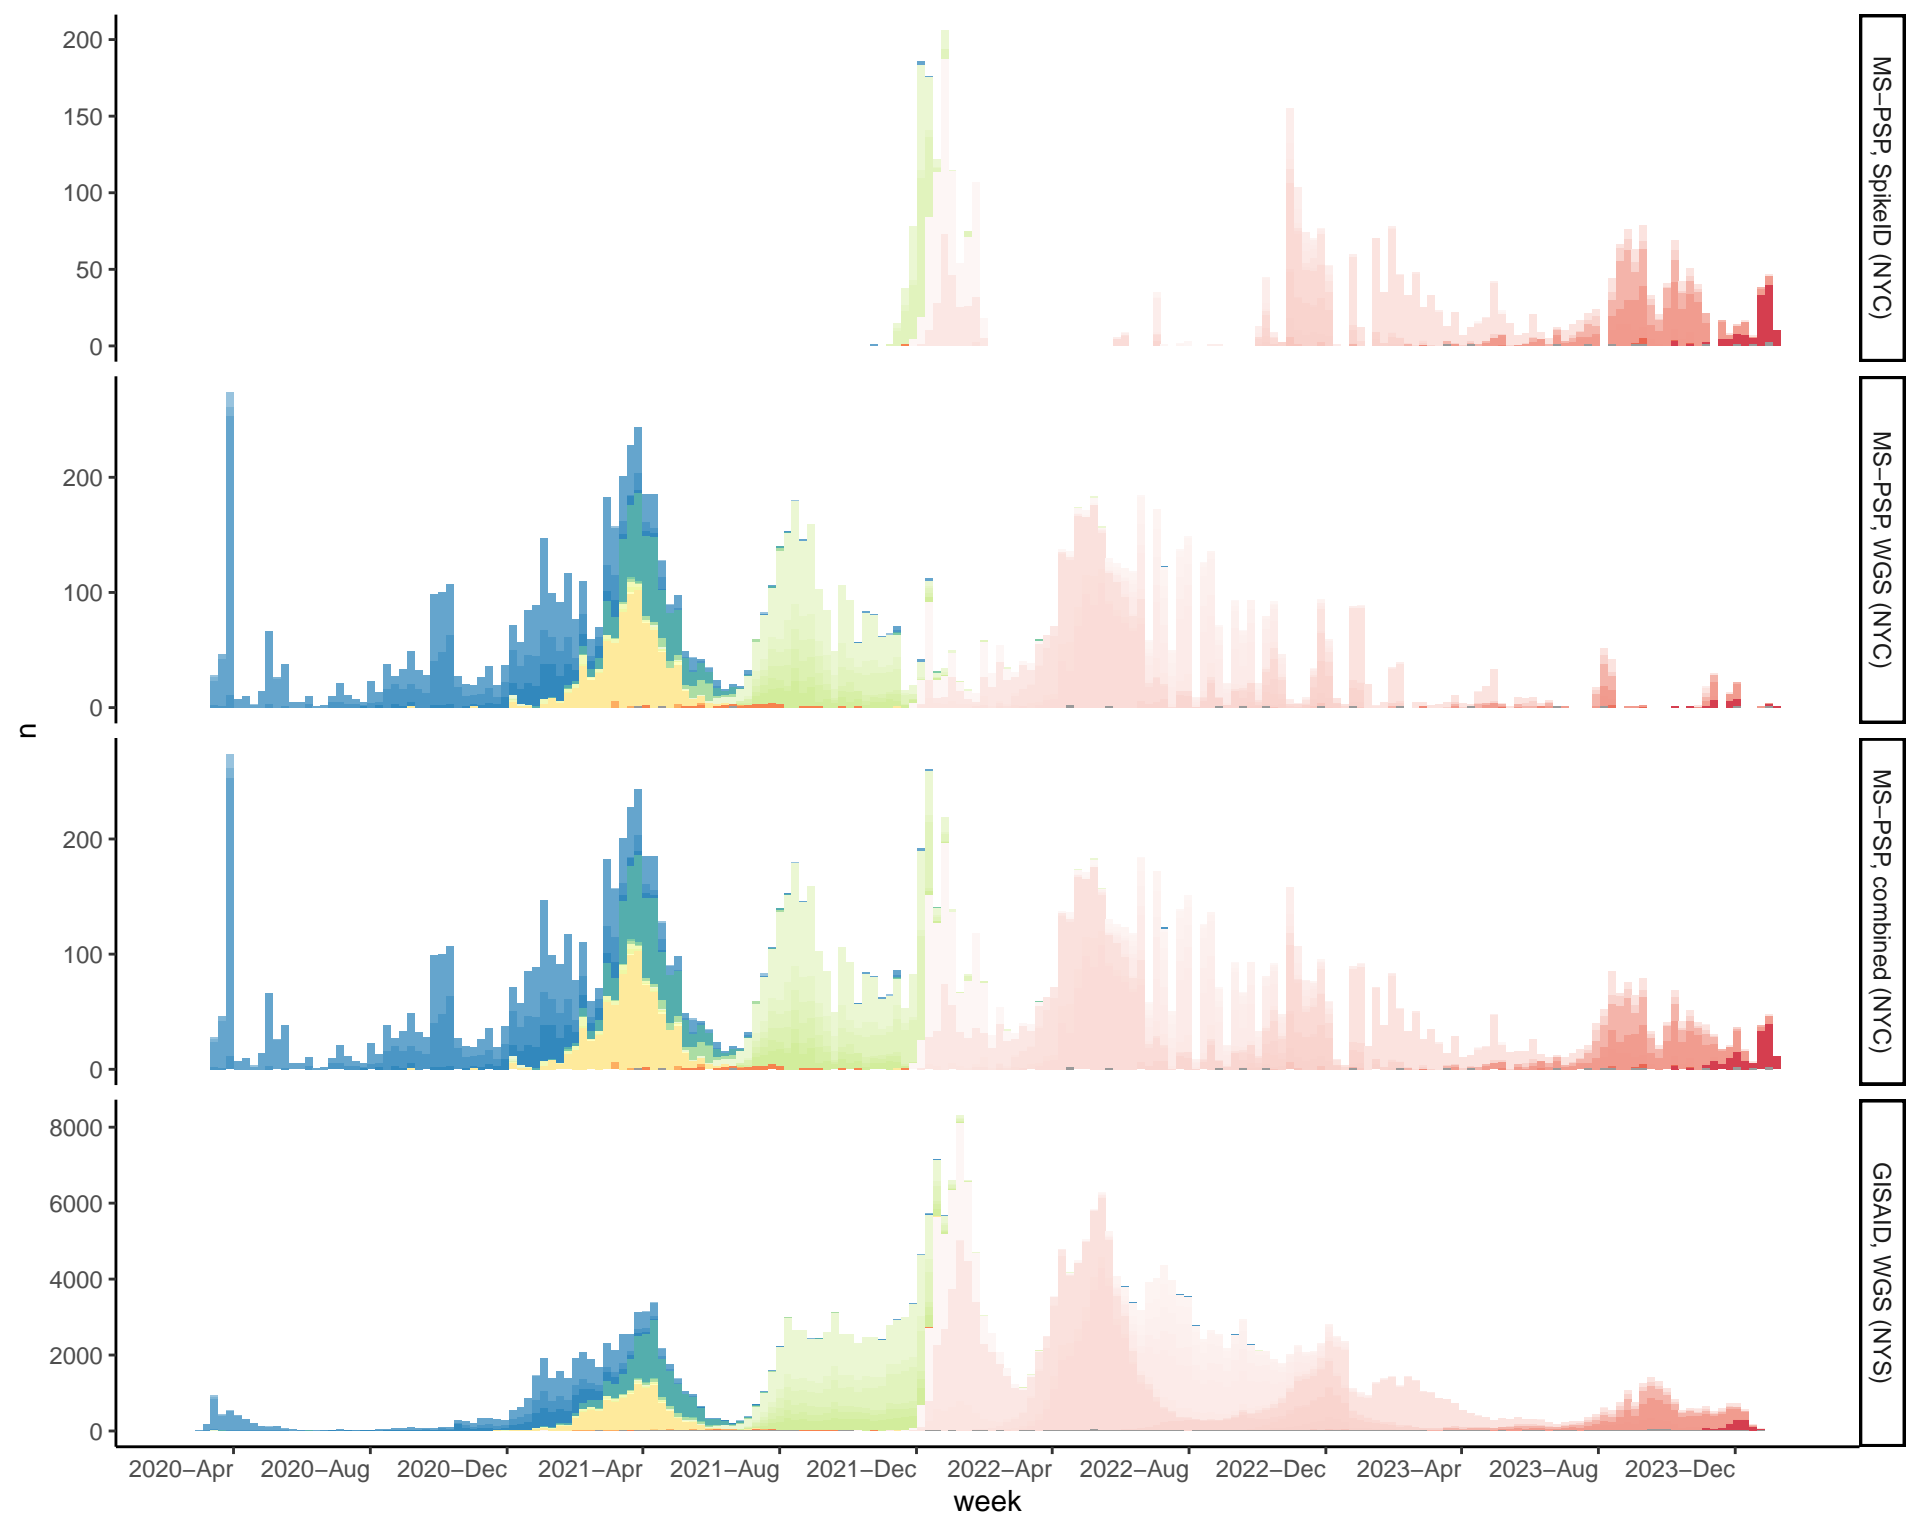 200
150
100
50
0
MS−PSP, SpikeID (NYC)
200
100
0
MS−PSP, WGS (NYC)
n
200
100
0
MS−PSP, combined (NYC)
8000
6000
4000
2000
0
GISAID, WGS (NYS)
2020−Apr 2020−Aug 2020−Dec 2021−Apr 2021−Aug 2021−Dec 2022−Apr 2022−Aug 2022−Dec 2023−Apr 2023−Aug 2023−Dec
week